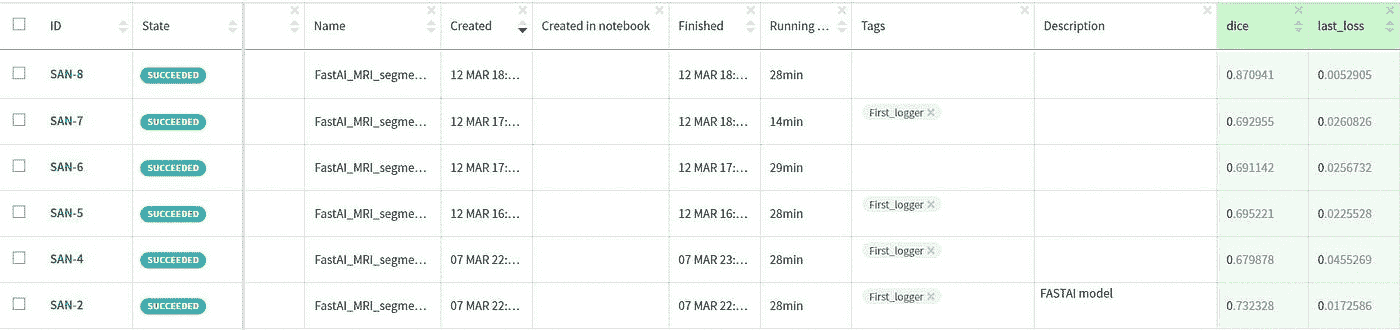 ID State Name Created Created in notebook Finished Running ... Tags Description dice last_loss
SAN-8 SUCCEEDED FastAI_MRI_segme... 12 MAR 18:... 12 MAR 18:... 28min 0.870941 0.0052905
SAN-7 SUCCEEDED FastAI_MRI_segme... 12 MAR 17:... 12 MAR 18:... 14min First_logger 0.692955 0.0260826
SAN-6 SUCCEEDED FastAI_MRI_segme... 12 MAR 17:... 12 MAR 17:... 29min 0.691142 0.0256732
SAN-5 SUCCEEDED FastAI_MRI_segme... 12 MAR 16:... 12 MAR 16:... 28min First_logger 0.695221 0.0225528
SAN-4 SUCCEEDED FastAI_MRI_segme... 07 MAR 22:... 07 MAR 23:... 28min First_logger 0.679878 0.0455269
SAN-2 SUCCEEDED FastAI_MRI_segme... 07 MAR 22:... 07 MAR 22:... 28min First_logger FASTAI model 0.732328 0.0172586